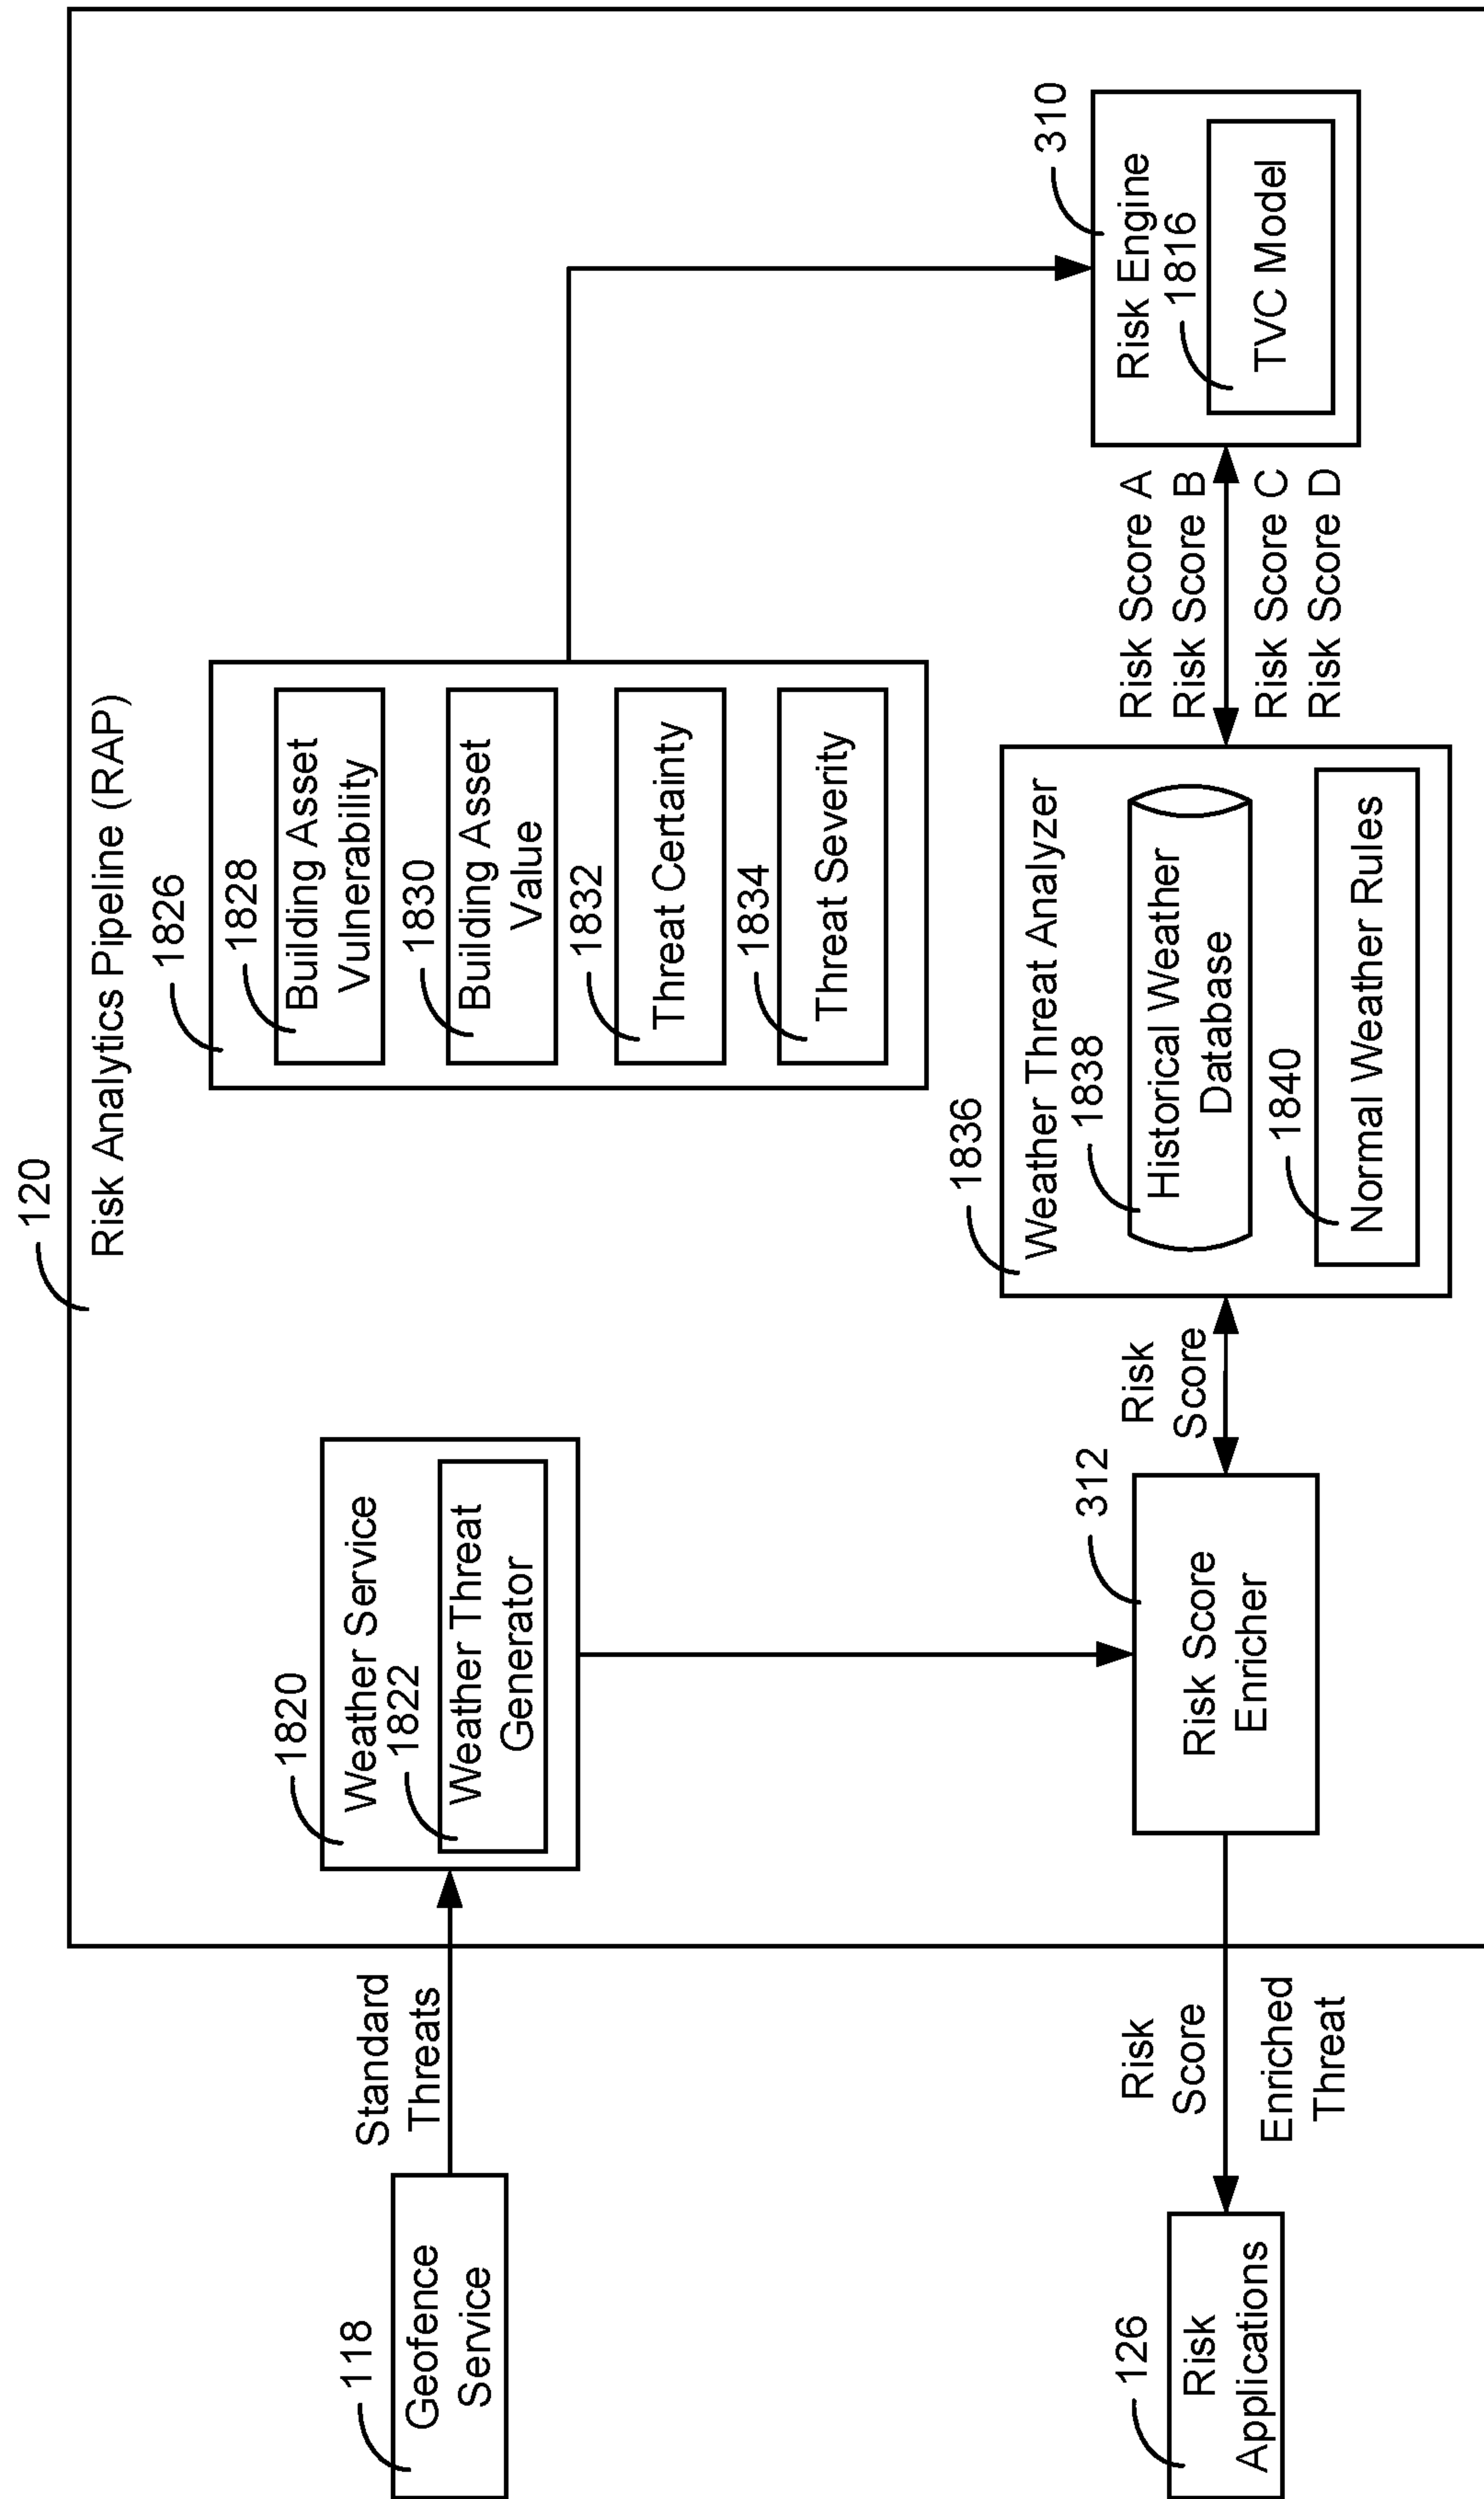 120
Risk Analytics Pipeline (RAP)
118
Geofence
Service
Standard
Threats
1820
Weather Service
1822
Weather Threat
Generator
1826
1828
Building Asset
Vulnerability
1830
Building Asset
Value
1832
Threat Certainty
1834
Threat Severity
126
Risk
Applications
Risk
Score
Enriched
Threat
312
Risk Score
Enricher
Risk
Score
1836
Weather Threat Analyzer
1838
Historical Weather
Database
1840
Normal Weather Rules
Risk Score A
Risk Score B
Risk Score C
Risk Score D
310
Risk Engine
1816
TVC Model